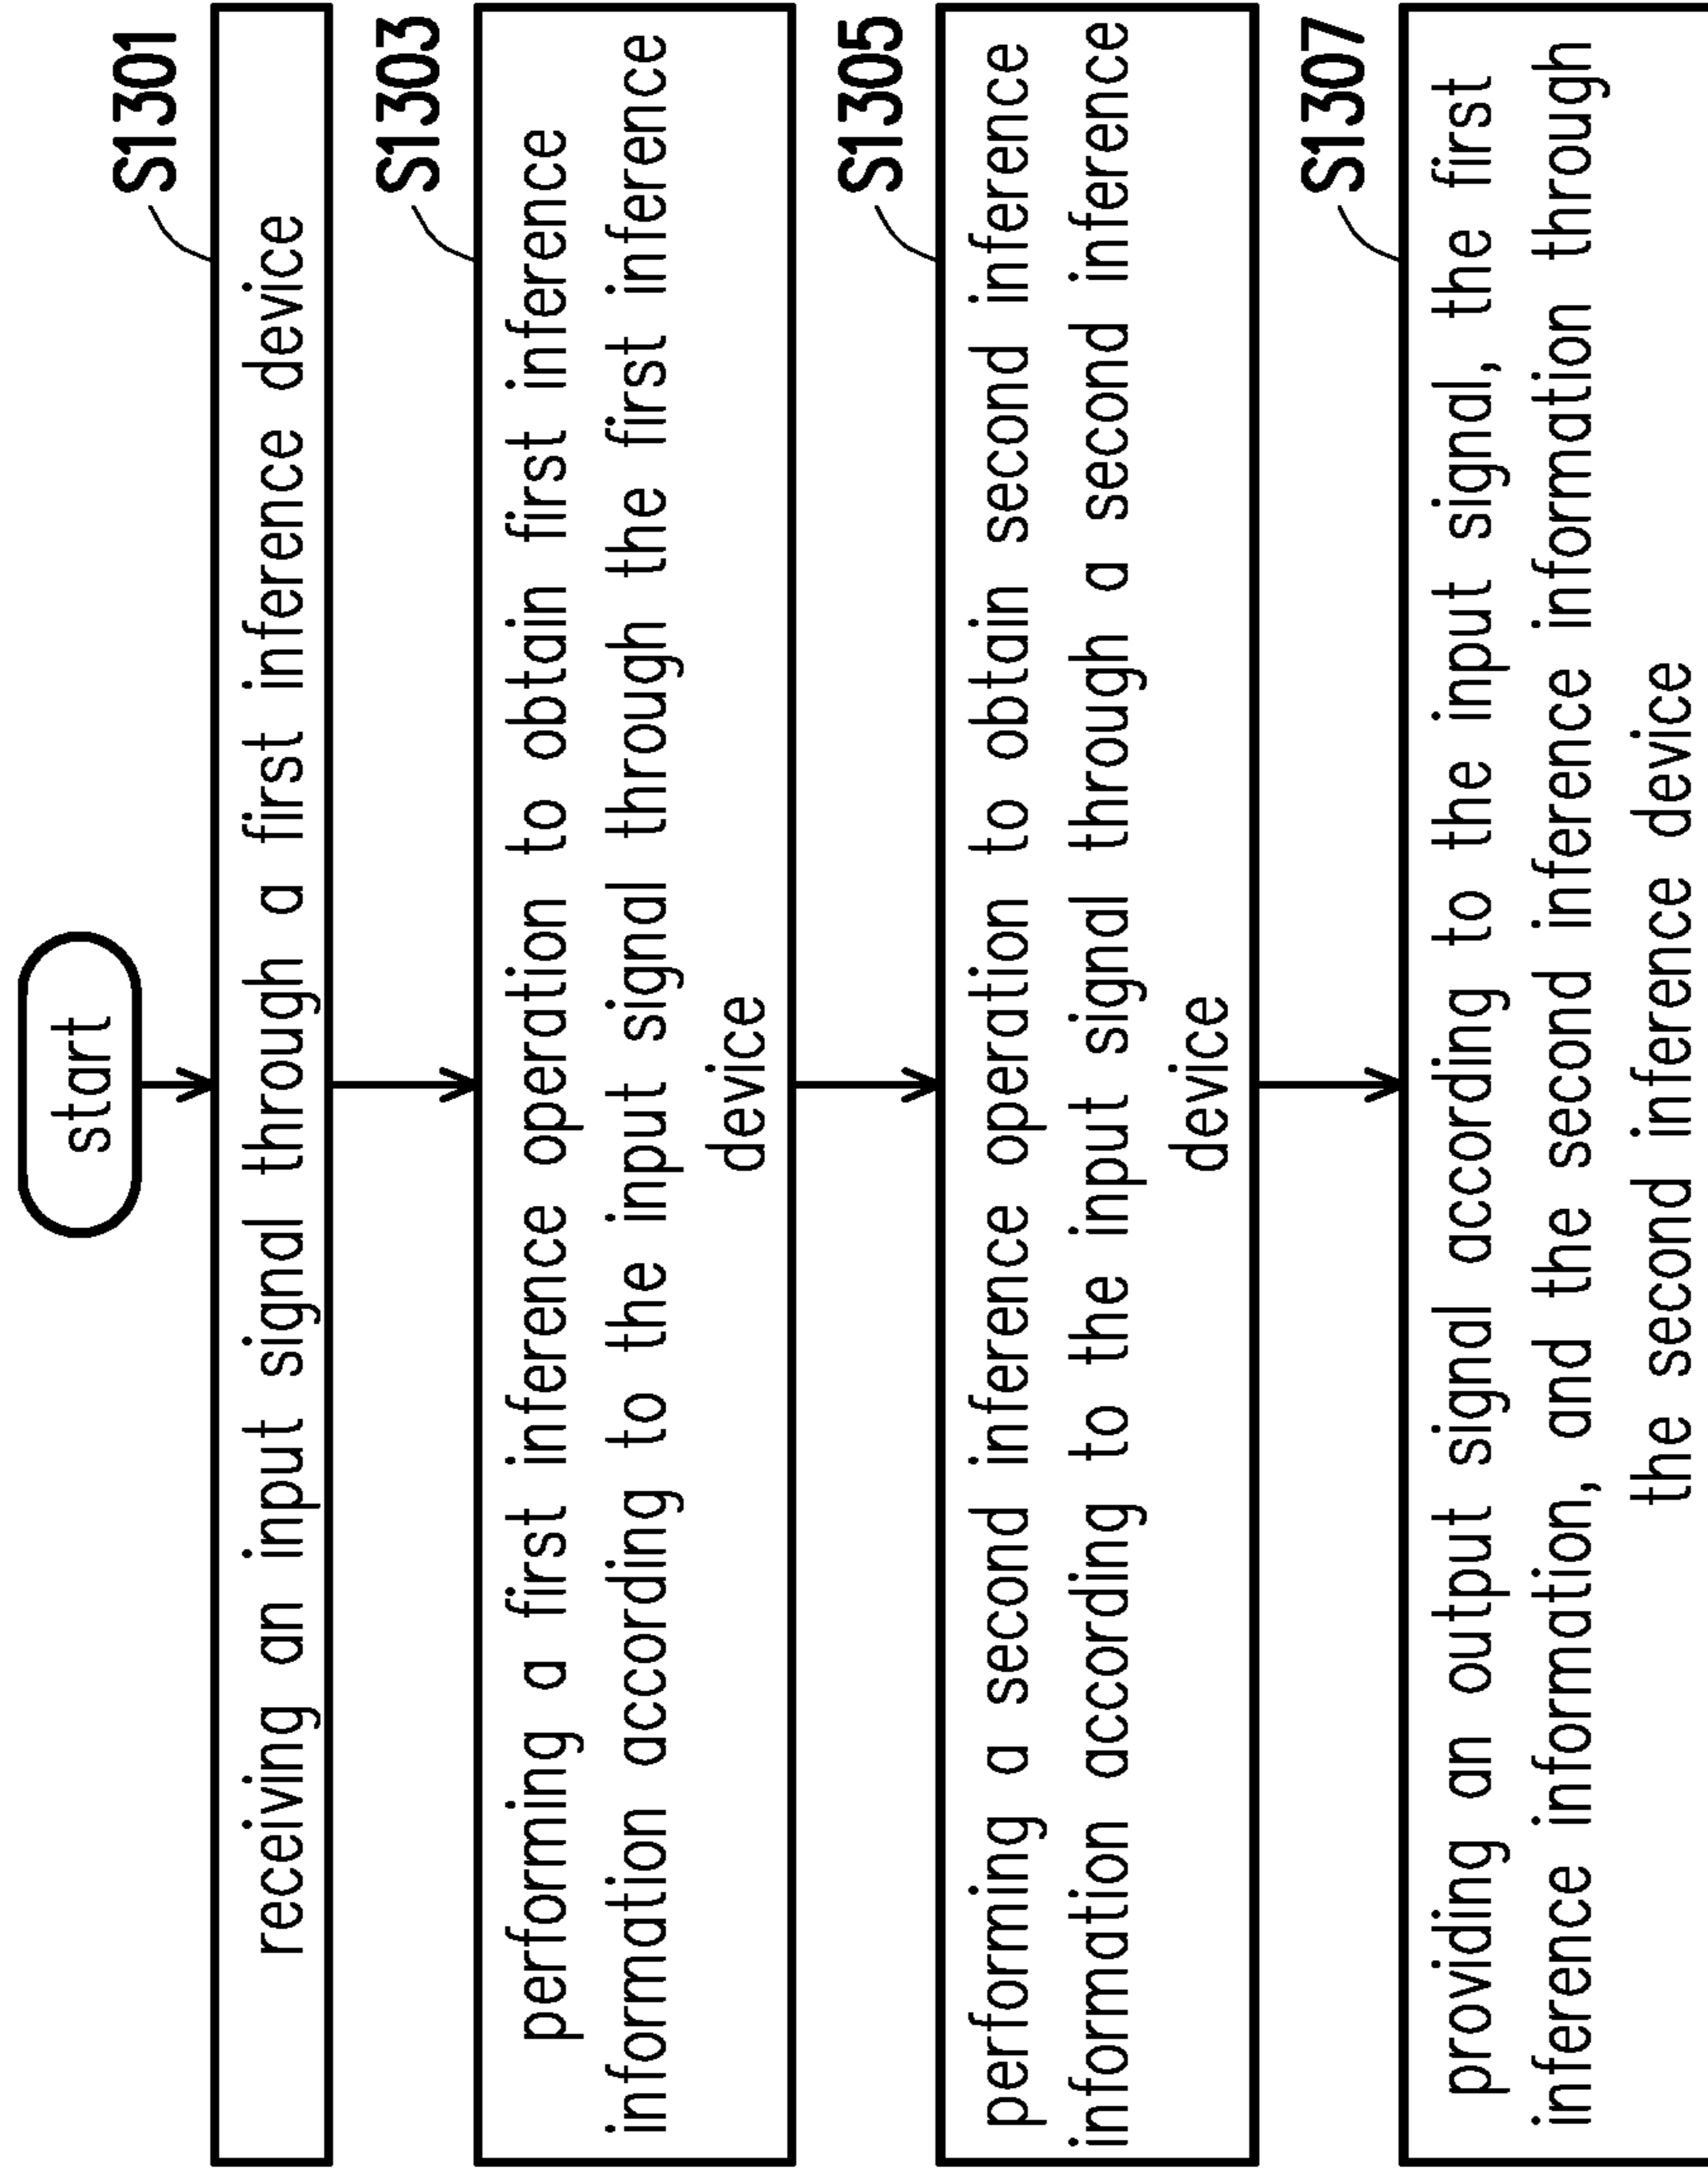 start
S1301
receiving an input signal through a first inference device
S1303
performing a first inference operation to obtain first inference
information according to the input signal through the first inference
device
S1305
performing a second inference operation to obtain second inference
information according to the input signal through a second inference
device
S1307
providing an output signal according to the input signal, the first
inference information, and the second inference information through
the second inference device